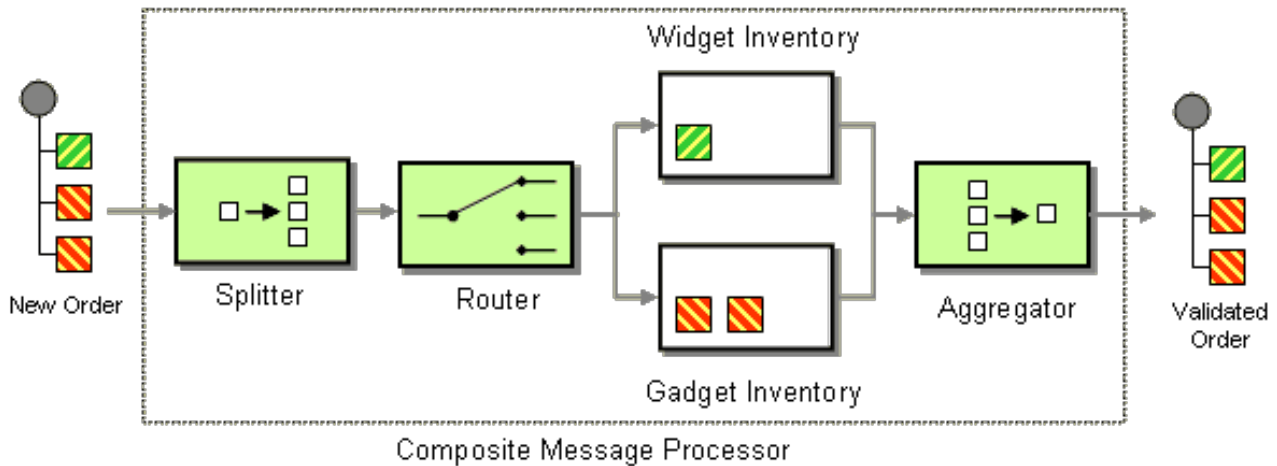 Widget Inventory
New Order
Splitter
Router
Aggregator
Validated
Order
Gadget Inventory
Composite Message Processor